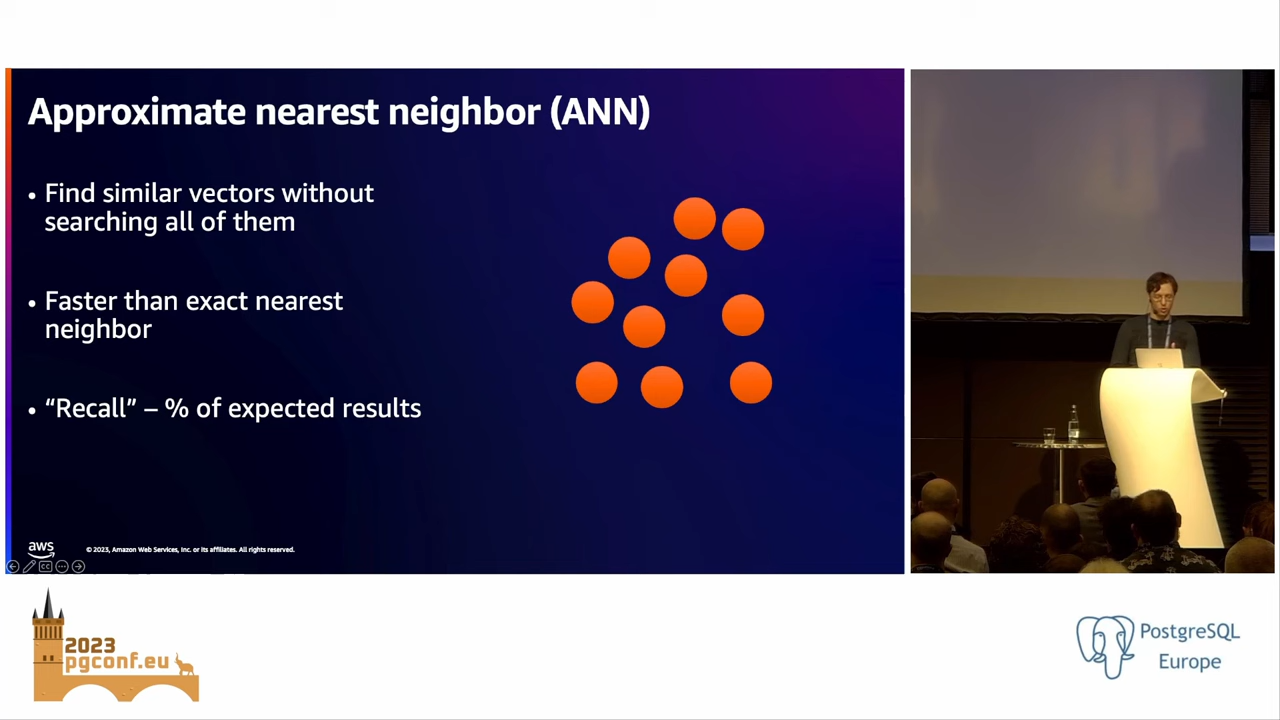 Approximate nearest neighbor (ANN)
• Find similar vectors without
searching all of them
• Faster than exact nearest
neighbor
• “Recall” – % of expected results
aws
© 2023, Amazon Web Services, Inc. or its affiliates. All rights reserved.
CC
2023
pgconf.eu
PostgreSQL
Europe